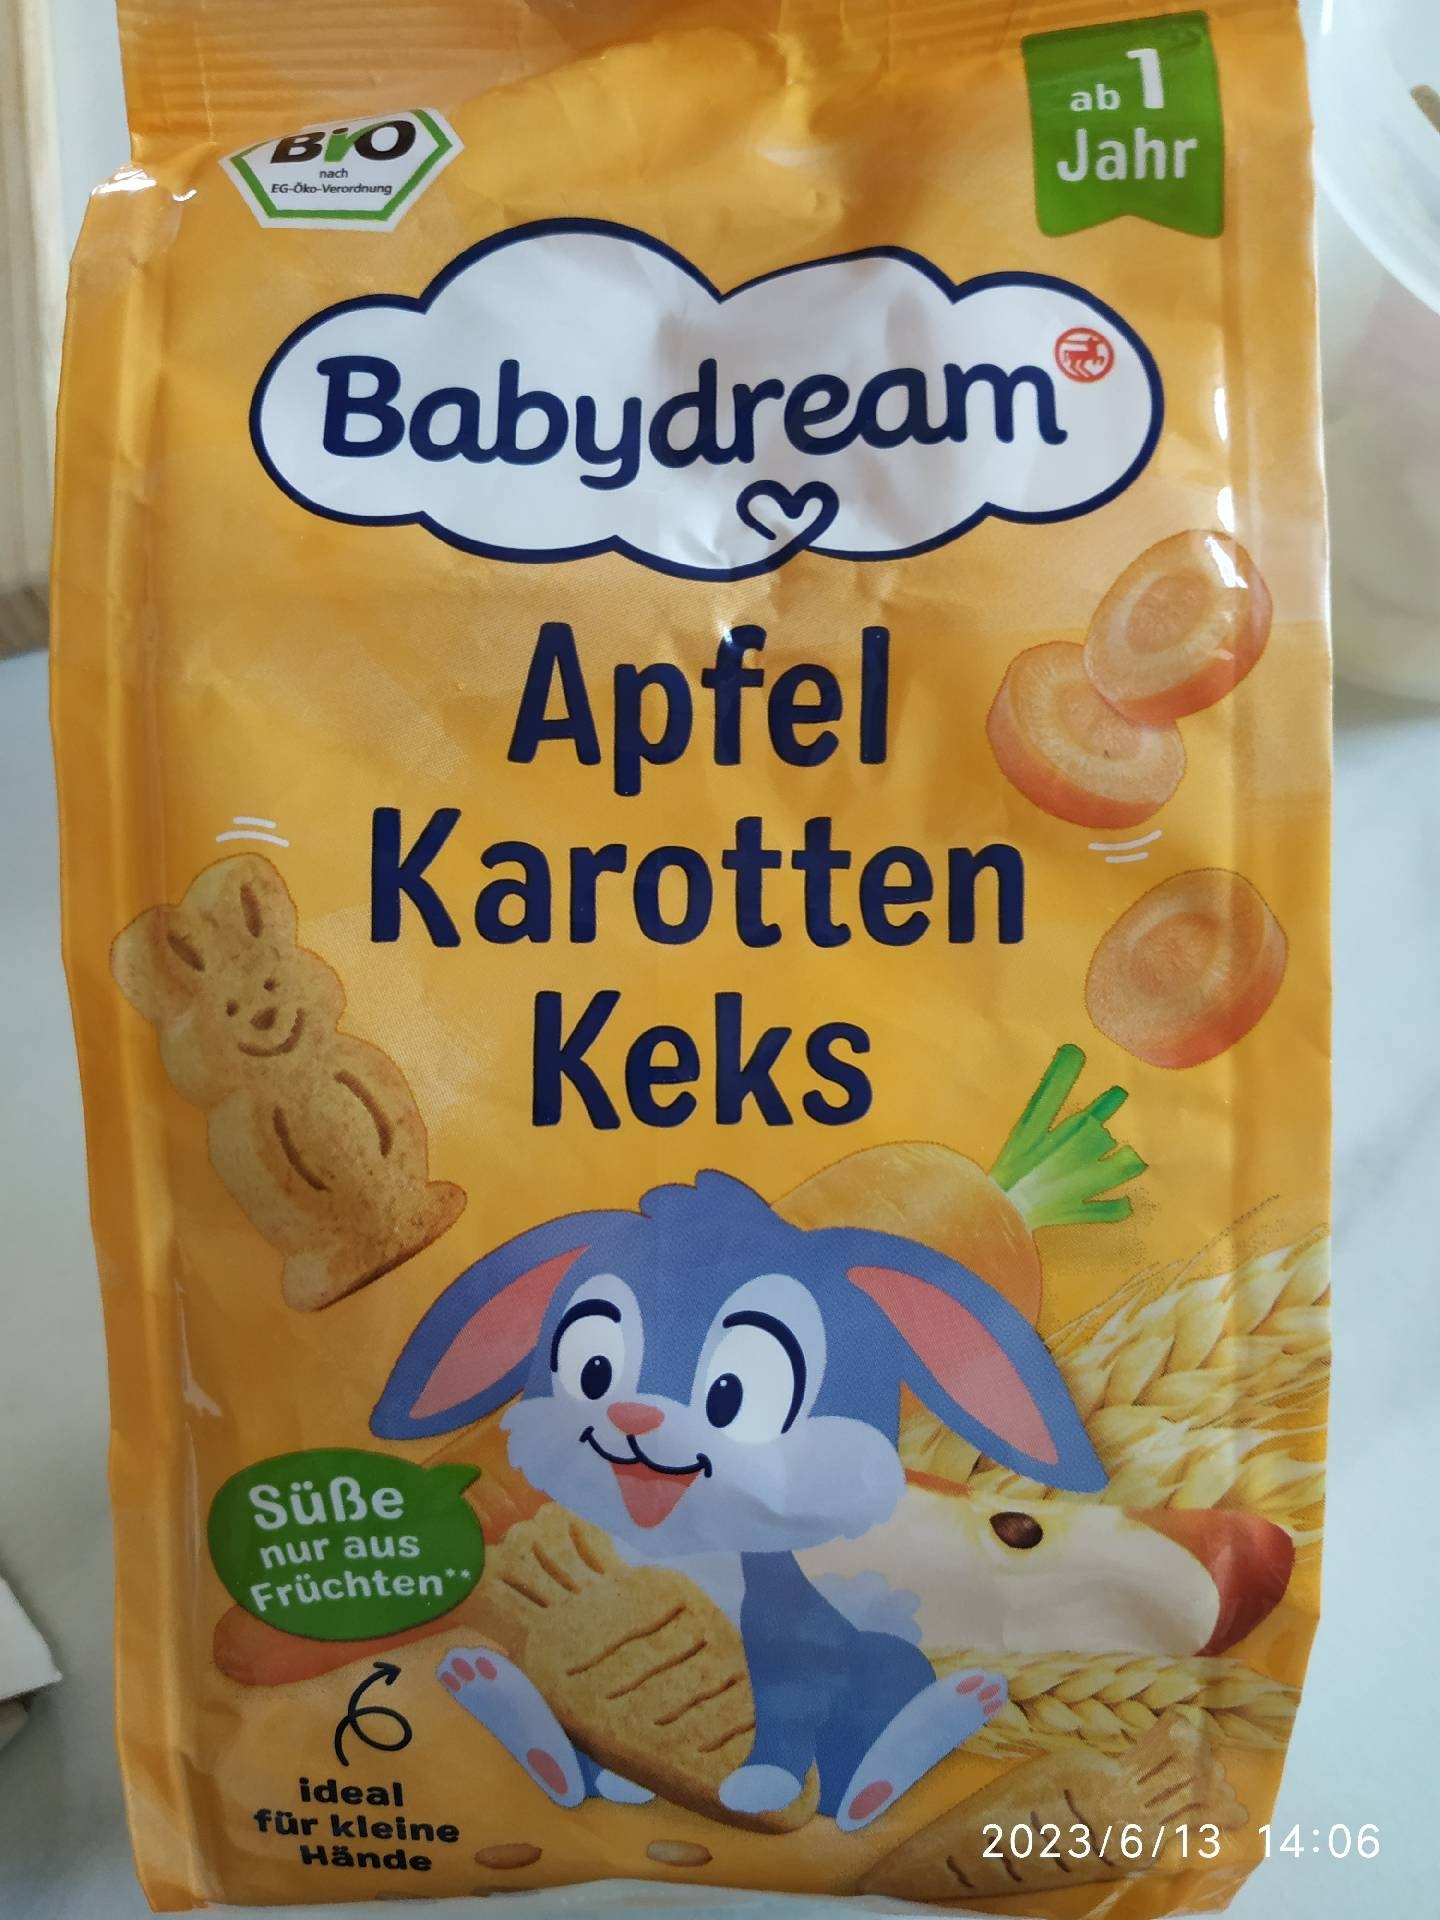 BiO
nach
EG-Öko-Verordnung
ab 1
Jahr
Babydream
Apfel
Karotten
Keks
Süße
nur aus
Früchten**
ideal
für kleine
Hände
2023/6/13 14:06